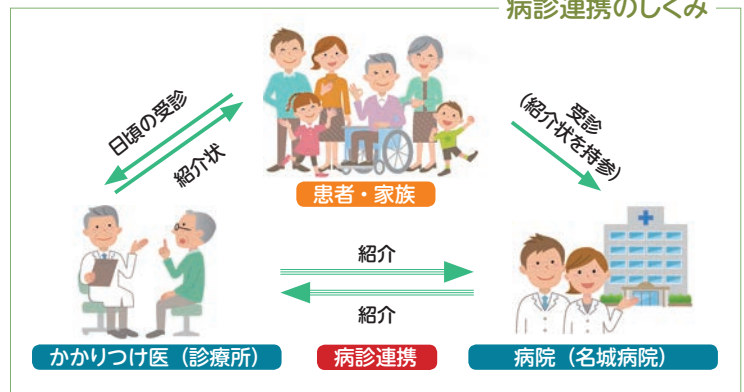 病診連携のしくみ
日頃の受診
紹介状
受診
(紹介状を持参)
患者・家族
紹介
紹介
かかりつけ医（診療所）
病診連携
病院（名城病院）